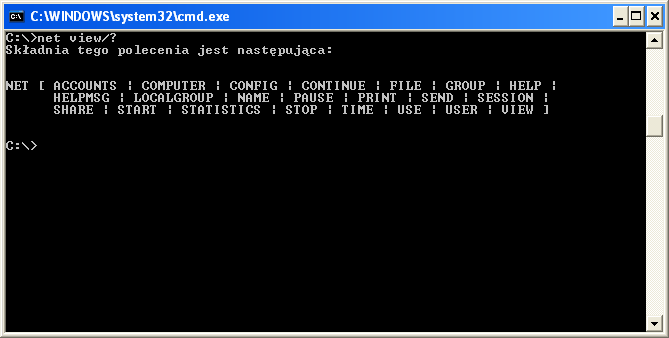 C:\WINDOWS\system32\cmd.exe
C:\>net view/?
Składnia tego polecenia jest następująca:
NET [ ACCOUNTS ¦ COMPUTER ¦ CONFIG ¦ CONTINUE ¦ FILE ¦ GROUP ¦ HELP ¦
HELPMSG ¦ LOCALGROUP ¦ NAME ¦ PAUSE ¦ PRINT ¦ SEND ¦ SESSION ¦
SHARE ¦ START ¦ STATISTICS ¦ STOP ¦ TIME ¦ USE ¦ USER ¦ VIEW ]
C:\>